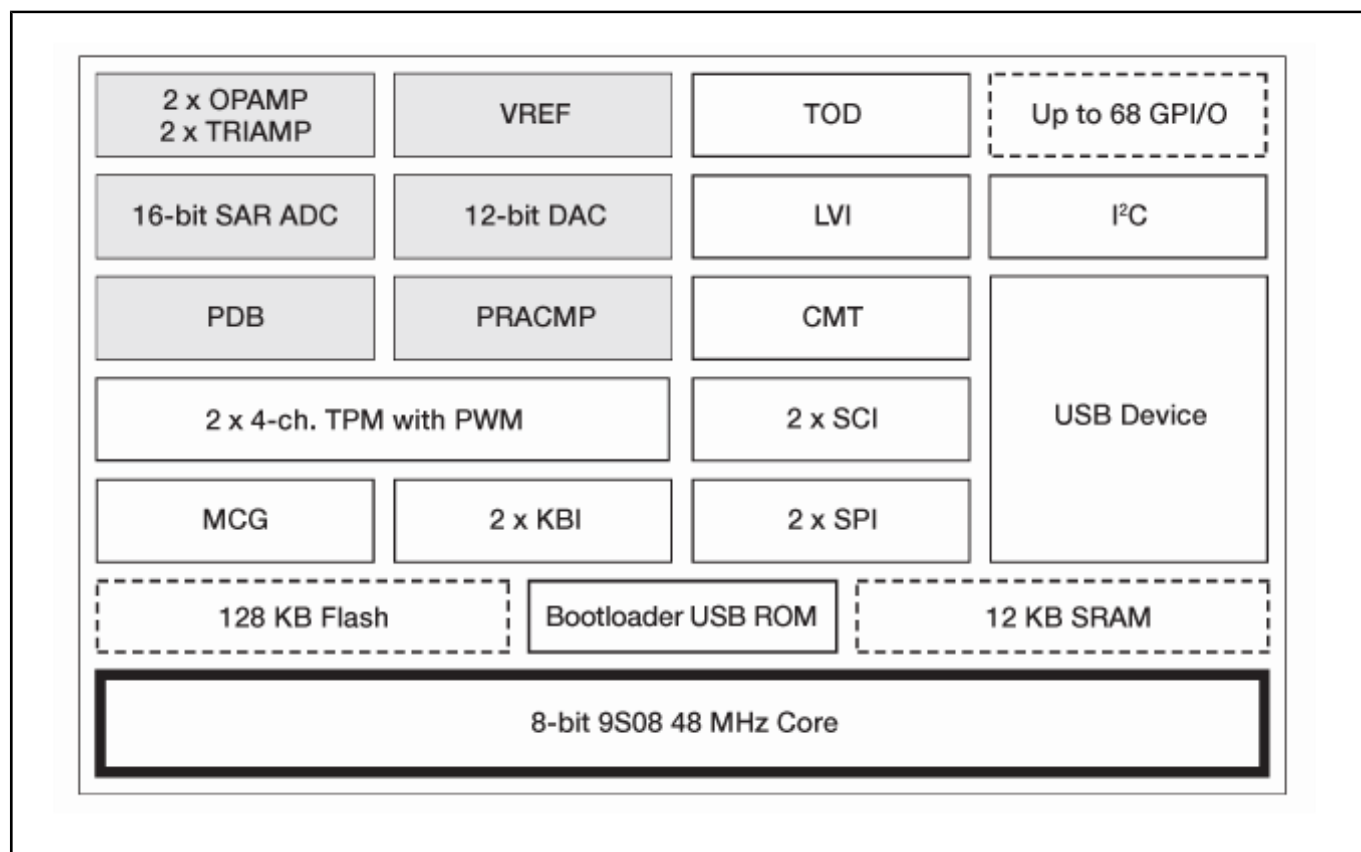 2 x OPAMP
2 x TRIAMP
VREF
TOD
Up to 68 GPI/O
16-bit SAR ADC
12-bit DAC
LVI
I²C
PDB
PRACMP
CMT
USB Device
2 x 4-ch. TPM with PWM
2 x SCI
MCG
2 x KBI
2 x SPI
128 KB Flash
Bootloader USB ROM
12 KB SRAM
8-bit 9S08 48 MHz Core